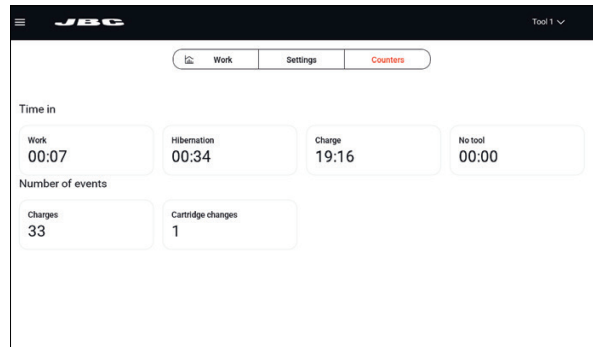 JBC
Tool 1
Work Settings Counters
Time in
Work Hibernation Charge No tool
00:07 00:34 19:16 00:00
Number of events
Charges Cartridge changes
33 1